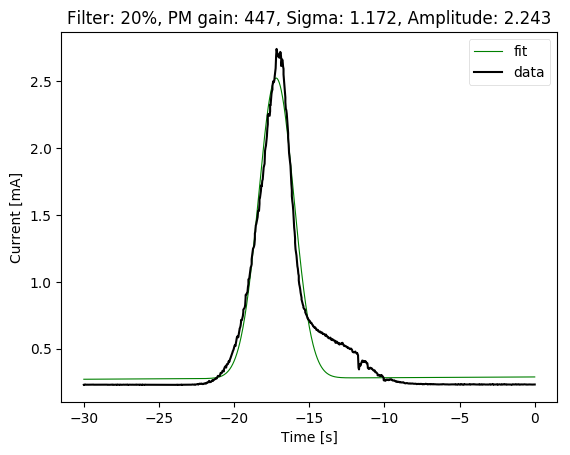 Filter: 20%, PM gain: 447, Sigma: 1.172, Amplitude: 2.243
fit
data
2.5
2.0
1.5
1.0
0.5
Current [mA]
−30
−25
−20
−15
−10
−5
0
Time [s]